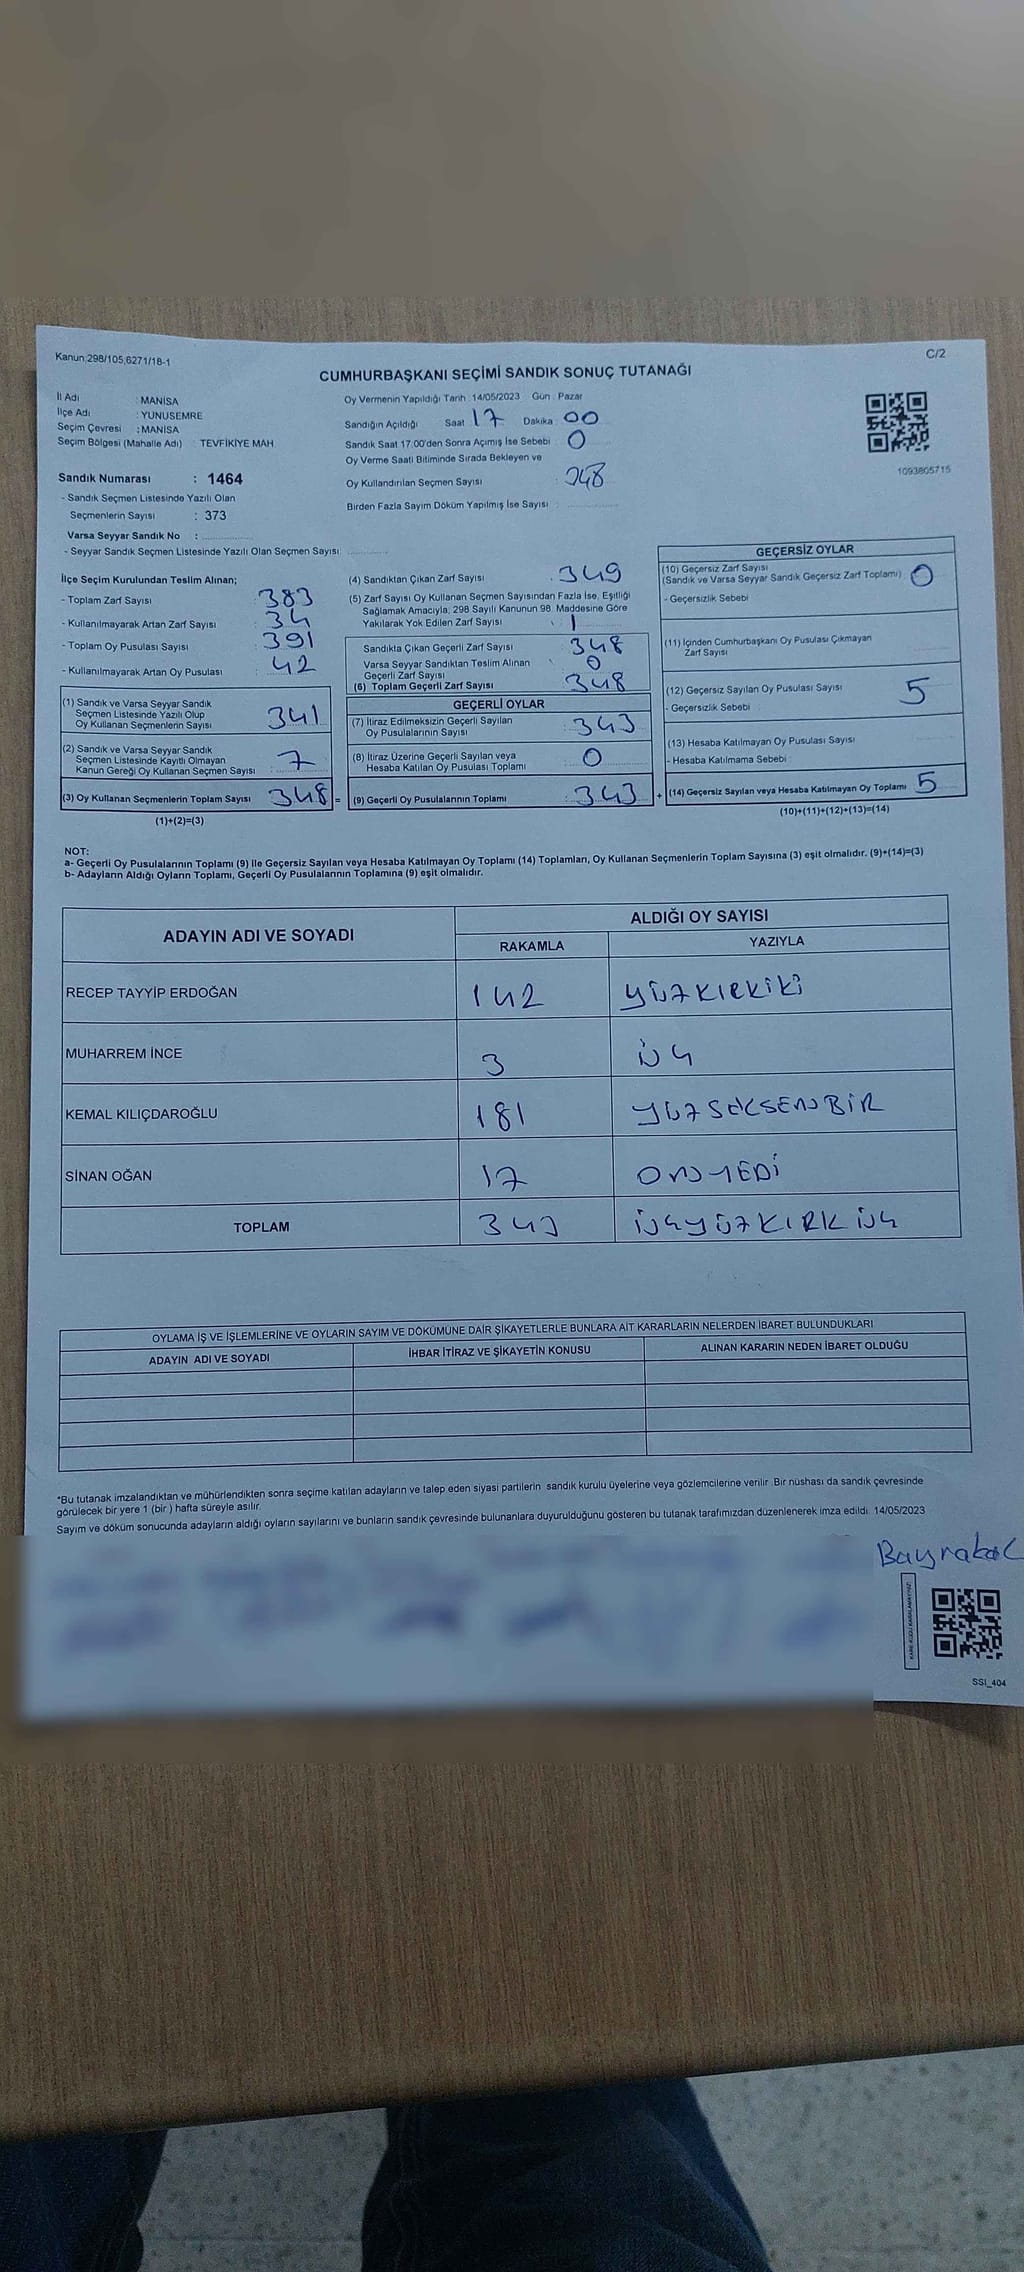 Kanun;298/105,6271/18-1
C/2
CUMHURBAŞKANI SEÇİMİ SANDIK SONUÇ TUTANAĞI
İl Adı : MANİSA
İlçe Adı : YUNUSEMRE
Seçim Çevresi : MANİSA
Seçim Bölgesi (Mahalle Adı) : TEVFİKİYE MAH
Sandık Numarası : 1464
- Sandık Seçmen Listesinde Yazılı Olan
Seçmenlerin Sayısı : 373
Varsa Seyyar Sandık No :
- Seyyar Sandık Seçmen Listesinde Yazılı Olan Seçmen Sayısı
Oy Vermenin Yapıldığı Tarih : 14/05/2023 Gün : Pazar
Sandığın Açıldığı Saat 17 Dakika 00
Sandık Saat 17.00'den Sonra Açımış İse Sebebi 0
Oy Verme Saati Bitiminde Sırada Bekleyen ve
Oy Kullandırılan Seçmen Sayısı : 348
Birden Fazla Sayım Döküm Yapılmış İse Sayısı :
1093805715
İlçe Seçim Kurulundan Teslim Alınan;
- Toplam Zarf Sayısı : 383
- Kullanılmayarak Artan Zarf Sayısı : 34
- Toplam Oy Pusulası Sayısı : 391
- Kullanılmayarak Artan Oy Pusulası : 42
(1) Sandık ve Varsa Seyyar Sandık
Seçmen Listesinde Yazılı Olup
Oy Kullanan Seçmenlerin Sayısı : 341
(2) Sandık ve Varsa Seyyar Sandık
Seçmen Listesinde Kayıtlı Olmayan
Kanun Gereği Oy Kullanan Seçmen Sayısı : 7
(3) Oy Kullanan Seçmenlerin Toplam Sayısı 348 =
(1)+(2)=(3)
(4) Sandıktan Çıkan Zarf Sayısı : 349
(5) Zarf Sayısı Oy Kullanan Seçmen Sayısından Fazla İse, Eşitliği
Sağlamak Amacıyla; 298 Sayılı Kanunun 98. Maddesine Göre
Yakılarak Yok Edilen Zarf Sayısı : 1
Sandıkta Çıkan Geçerli Zarf Sayısı 348
Varsa Seyyar Sandıktan Teslim Alınan
Geçerli Zarf Sayısı 0
(6) Toplam Geçerli Zarf Sayısı : 348
GEÇERLİ OYLAR
(7) İtiraz Edilmeksizin Geçerli Sayılan
Oy Pusulalarının Sayısı : 343
(8) İtiraz Üzerine Geçerli Sayılan veya
Hesaba Katılan Oy Pusulası Toplamı : 0
(9) Geçerli Oy Pusulalarının Toplamı : 343 +
GEÇERSİZ OYLAR
(10) Geçersiz Zarf Sayısı
(Sandık ve Varsa Seyyar Sandık Geçersiz Zarf Toplamı) 0
- Geçersizlik Sebebi
(11) İçinden Cumhurbaşkanı Oy Pusulası Çıkmayan
Zarf Sayısı
(12) Geçersiz Sayılan Oy Pusulası Sayısı 5
- Geçersizlik Sebebi
(13) Hesaba Katılmayan Oy Pusulası Sayısı
- Hesaba Katılmama Sebebi
(14) Geçersiz Sayılan veya Hesaba Katılmayan Oy Toplamı 5
(10)+(11)+(12)+(13)=(14)
NOT:
a- Geçerli Oy Pusulalarının Toplamı (9) ile Geçersiz Sayılan veya Hesaba Katılmayan Oy Toplamı (14) Toplamları, Oy Kullanan Seçmenlerin Toplam Sayısına (3) eşit olmalıdır. (9)+(14)=(3)
b- Adayların Aldığı Oyların Toplamı, Geçerli Oy Pusulalarının Toplamına (9) eşit olmalıdır.
ADAYIN ADI VE SOYADI
ALDIĞI OY SAYISI
RAKAMLA YAZIYLA
RECEP TAYYİP ERDOĞAN 142 YÜZKIRKİKİ
MUHARREM İNCE 3 ÜÇ
KEMAL KILIÇDAROĞLU 181 YÜZSEKSENBİR
SİNAN OĞAN 17 ONYEDİ
TOPLAM 343 ÜÇYÜZKIRK ÜÇ
OYLAMA İŞ VE İŞLEMLERİNE VE OYLARIN SAYIM VE DÖKÜMÜNE DAİR ŞİKAYETLERLE BUNLARA AİT KARARLARIN NELERDEN İBARET BULUNDUKLARI
ADAYIN ADI VE SOYADI İHBAR İTİRAZ VE ŞİKAYETİN KONUSU ALINAN KARARIN NEDEN İBARET OLDUĞU
*Bu tutanak imzalandıktan ve mühürlendikten sonra seçime katılan adayların ve talep eden siyasi partilerin sandık kurulu üyelerine veya gözlemcilerine verilir. Bir nüshası da sandık çevresinde
görülecek bir yere 1 (bir) hafta süreyle asılır.
Sayım ve döküm sonucunda adayların aldığı oyların sayılarını ve bunların sandık çevresinde bulunanlara duyurulduğunu gösteren bu tutanak tarafımızdan düzenlenerek imza edildi. 14/05/2023
SSI_404